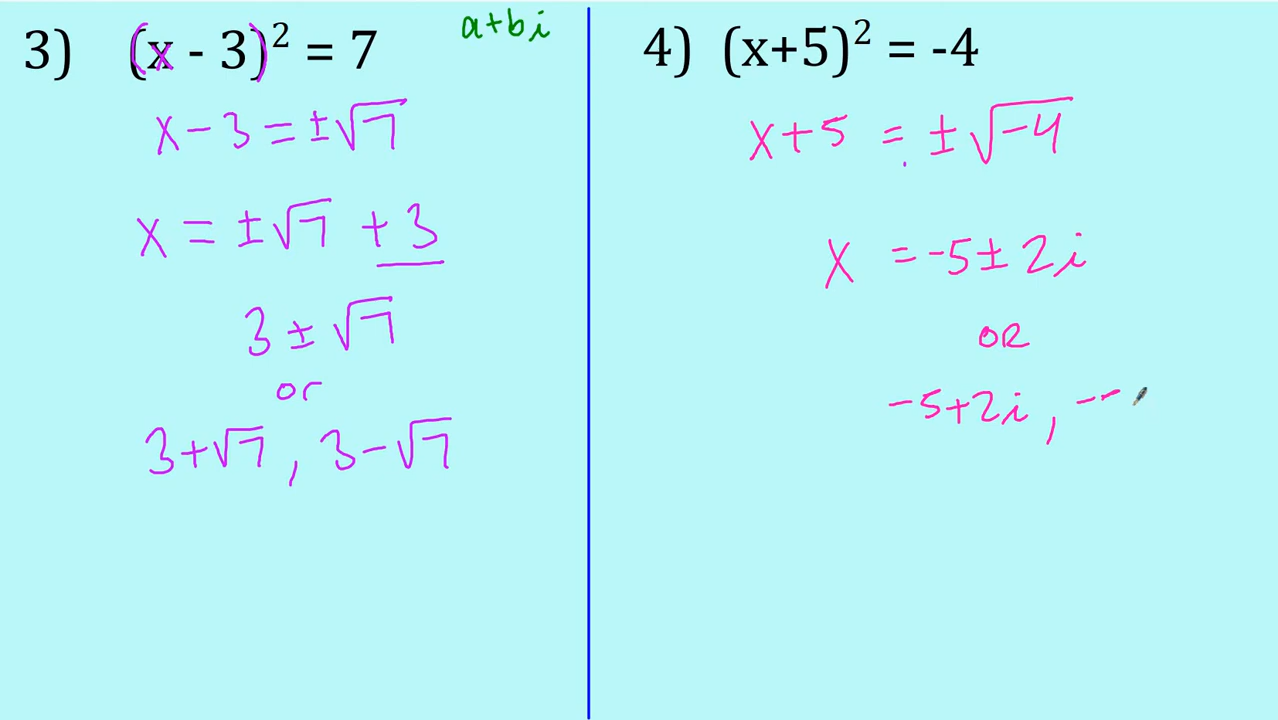 3) (x - 3)² = 7
a+bi
x - 3 = ±√7
x = ±√7 + 3
3 ± √7
or
3+√7, 3-√7
4) (x+5)² = -4
x+5 = ±√-4
x = -5 ± 2i
OR
-5+2i, -